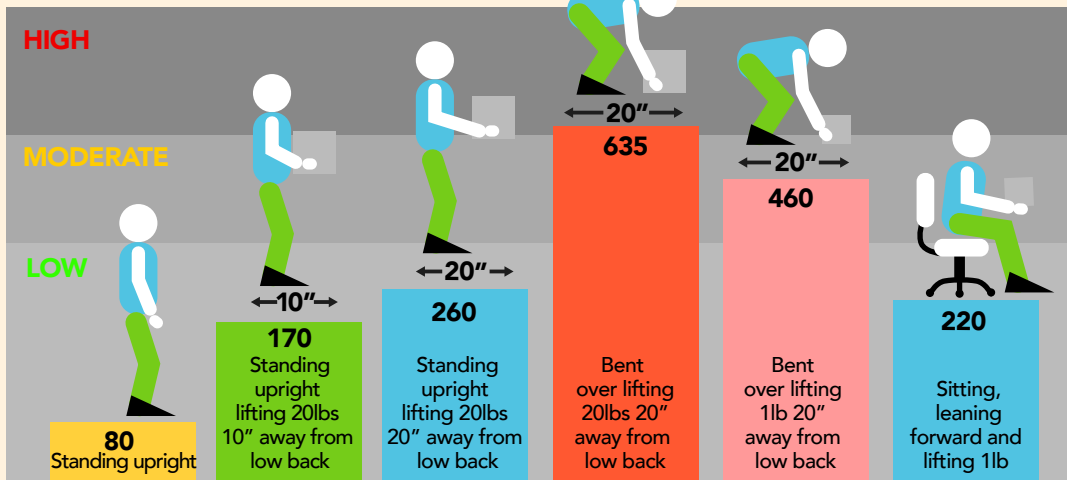 HIGH
MODERATE
LOW
80
Standing upright
10”
170
Standing
upright
lifting 20lbs
10” away from
low back
20”
260
Standing
upright
lifting 20lbs
20” away from
low back
20”
635
Bent
over lifting
20lbs 20”
away from
low back
20”
460
Bent
over lifting
1lb 20”
away from
low back
220
Sitting,
leaning
forward and
lifting 1lb